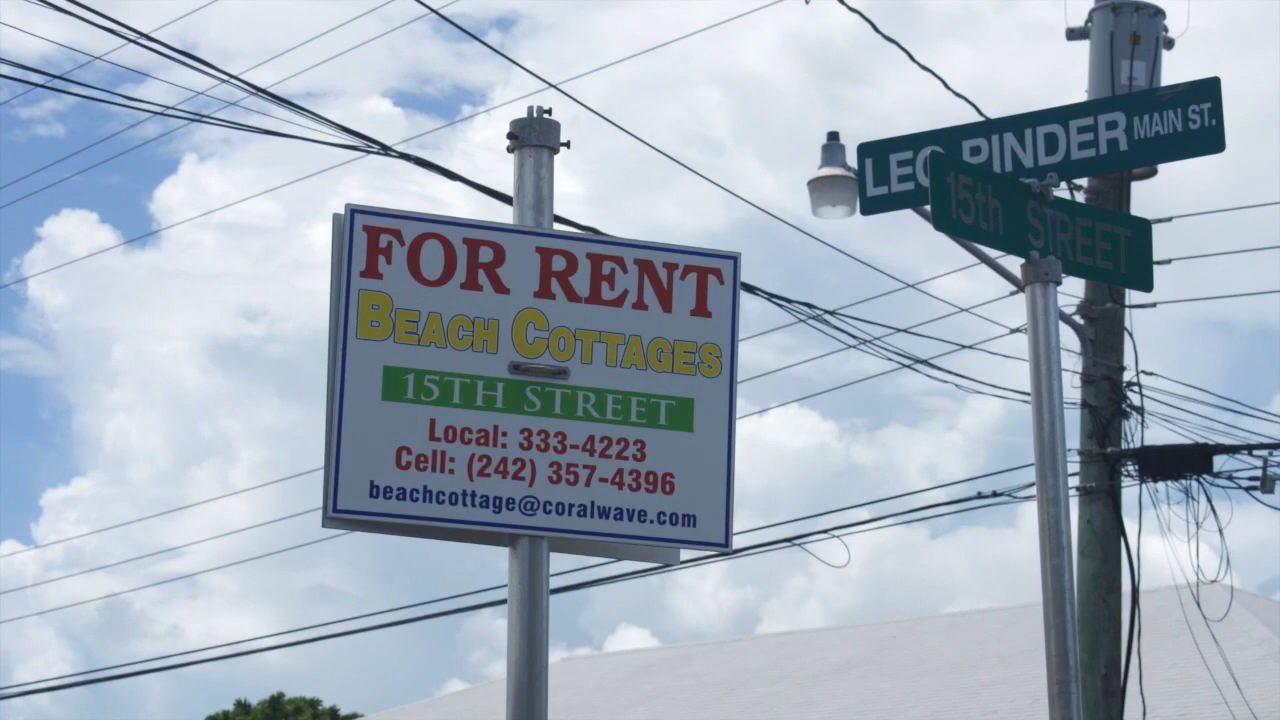 FOR RENT
BEACH COTTAGES
15TH STREET
Local: 333-4223
Cell: (242) 357-4396
beachcottage@coralwave.com
LEO PINDER MAIN ST.
15th STREET